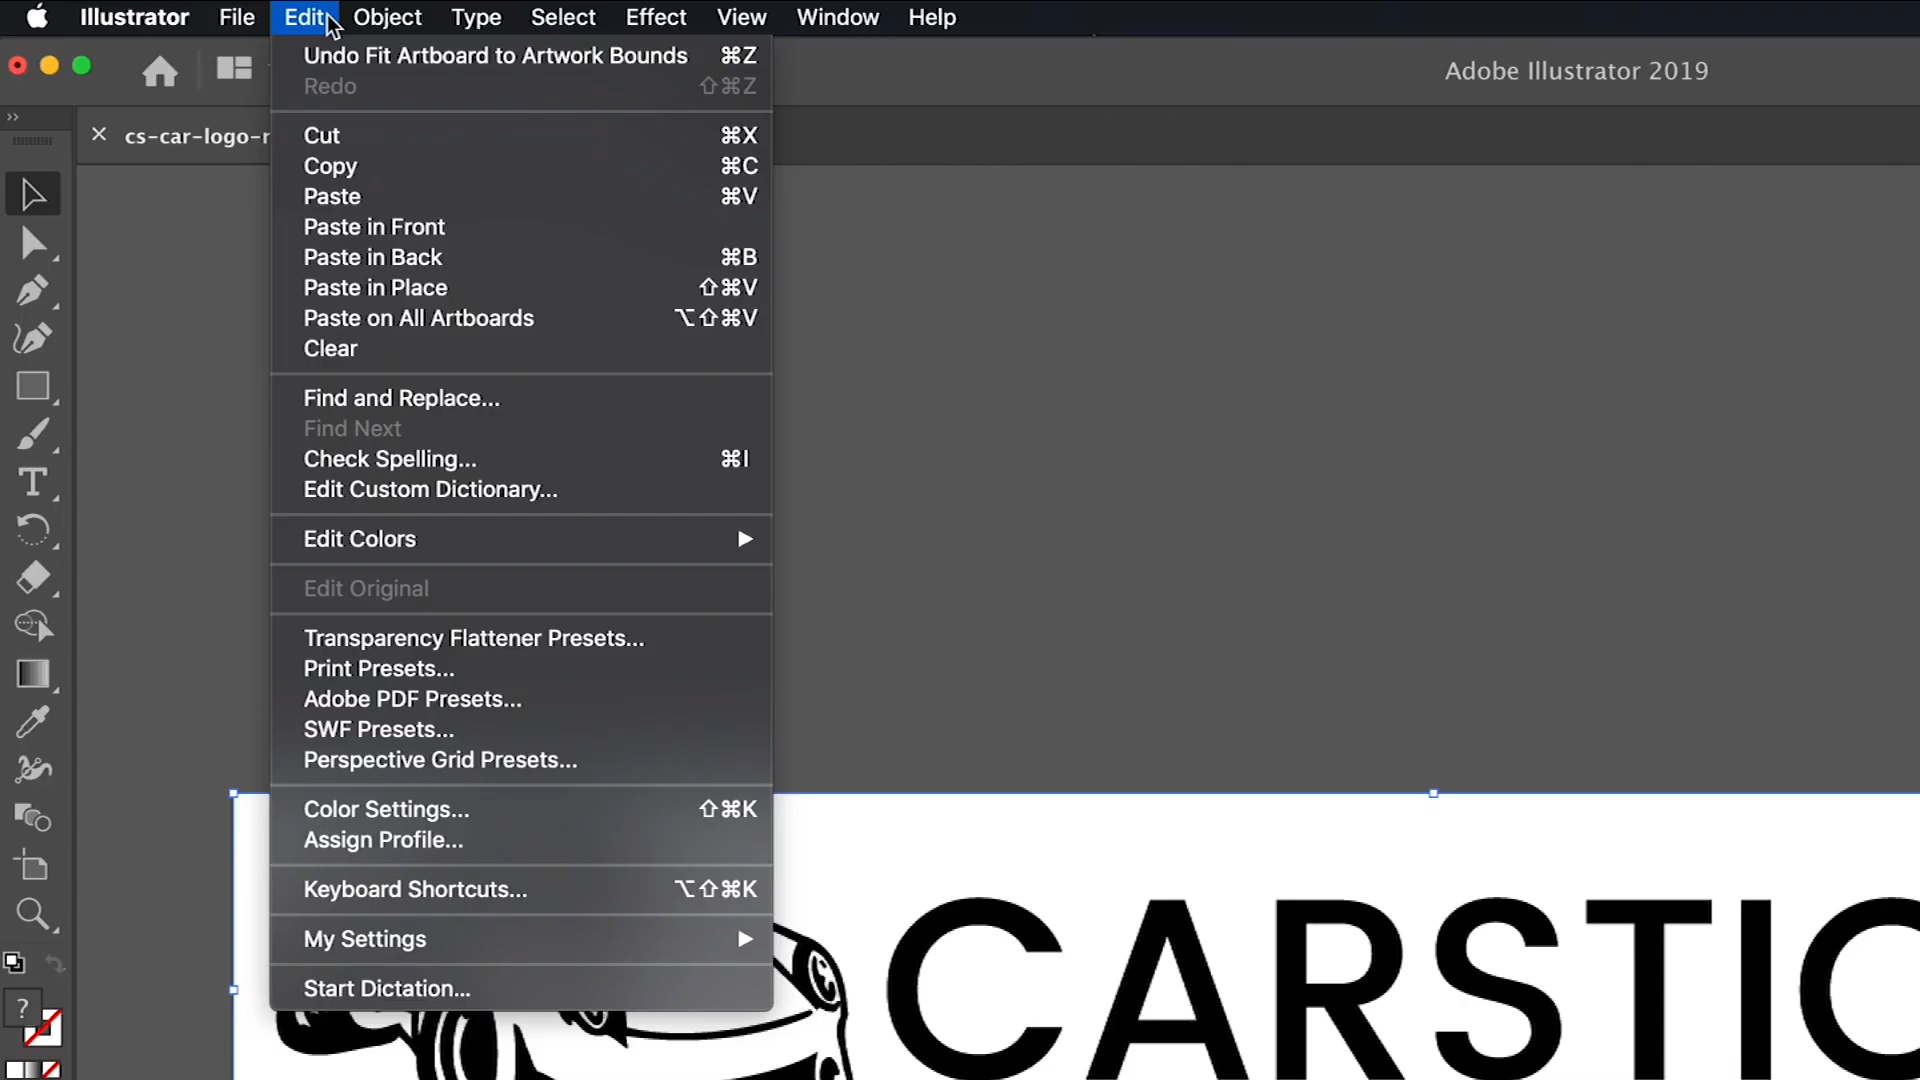 Illustrator File Edit Object Type Select Effect View Window Help
Adobe Illustrator 2019
cs-car-logo-r
Undo Fit Artboard to Artwork Bounds ⌘Z
Redo ⇧⌘Z
Cut ⌘X
Copy ⌘C
Paste ⌘V
Paste in Front
Paste in Back ⌘B
Paste in Place ⇧⌘V
Paste on All Artboards ⌥⇧⌘V
Clear
Find and Replace...
Find Next
Check Spelling... ⌘I
Edit Custom Dictionary...
Edit Colors ▶
Edit Original
Transparency Flattener Presets...
Print Presets...
Adobe PDF Presets...
SWF Presets...
Perspective Grid Presets...
Color Settings... ⇧⌘K
Assign Profile...
Keyboard Shortcuts... ⌥⇧⌘K
My Settings ▶
Start Dictation...
?
CARSTIC